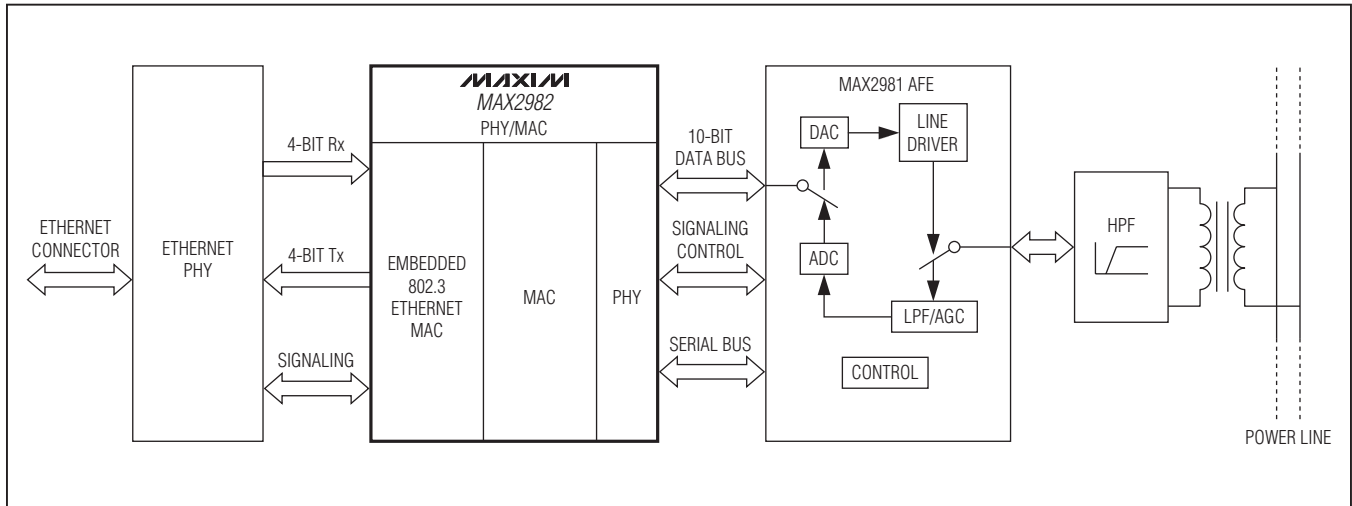 MAXIM
MAX2982
PHY/MAC
MAX2981 AFE
4-BIT Rx
10-BIT
DATA BUS
DAC
LINE
DRIVER
ETHERNET
CONNECTOR
ETHERNET
PHY
4-BIT Tx
EMBEDDED
802.3
ETHERNET
MAC
MAC
PHY
SIGNALING
CONTROL
ADC
HPF
LPF/AGC
SIGNALING
SERIAL BUS
CONTROL
POWER LINE